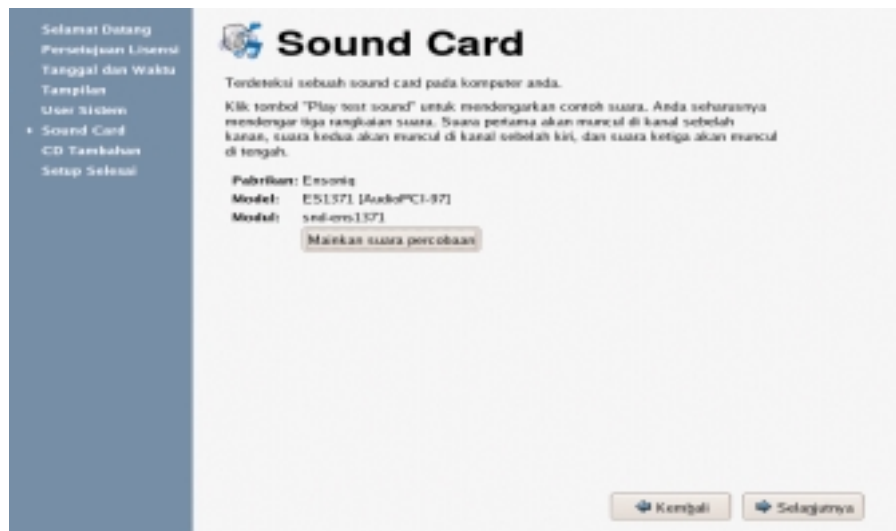 Selamat Datang
Persetujuan Lisensi
Tanggal dan Waktu
Tampilan
User Sistem
Sound Card
CD Tambahan
Setup Selesai
Sound Card
Terdeteksi sebuah sound card pada komputer anda.
Klik tombol "Play test sound" untuk mendengarkan contoh suara. Anda seharusnya
mendengar tiga rangkaian suara. Suara pertama akan muncul di kanal sebelah
kanan, suara kedua akan muncul di kanal sebelah kiri, dan suara ketiga akan muncul
di tengah.
Pabrikan: Ensoniq
Model: ES1371 [AudioPCI-97]
Modul: snd-ens1371
Mainkan suara percobaan
Kembali
Selanjutnya